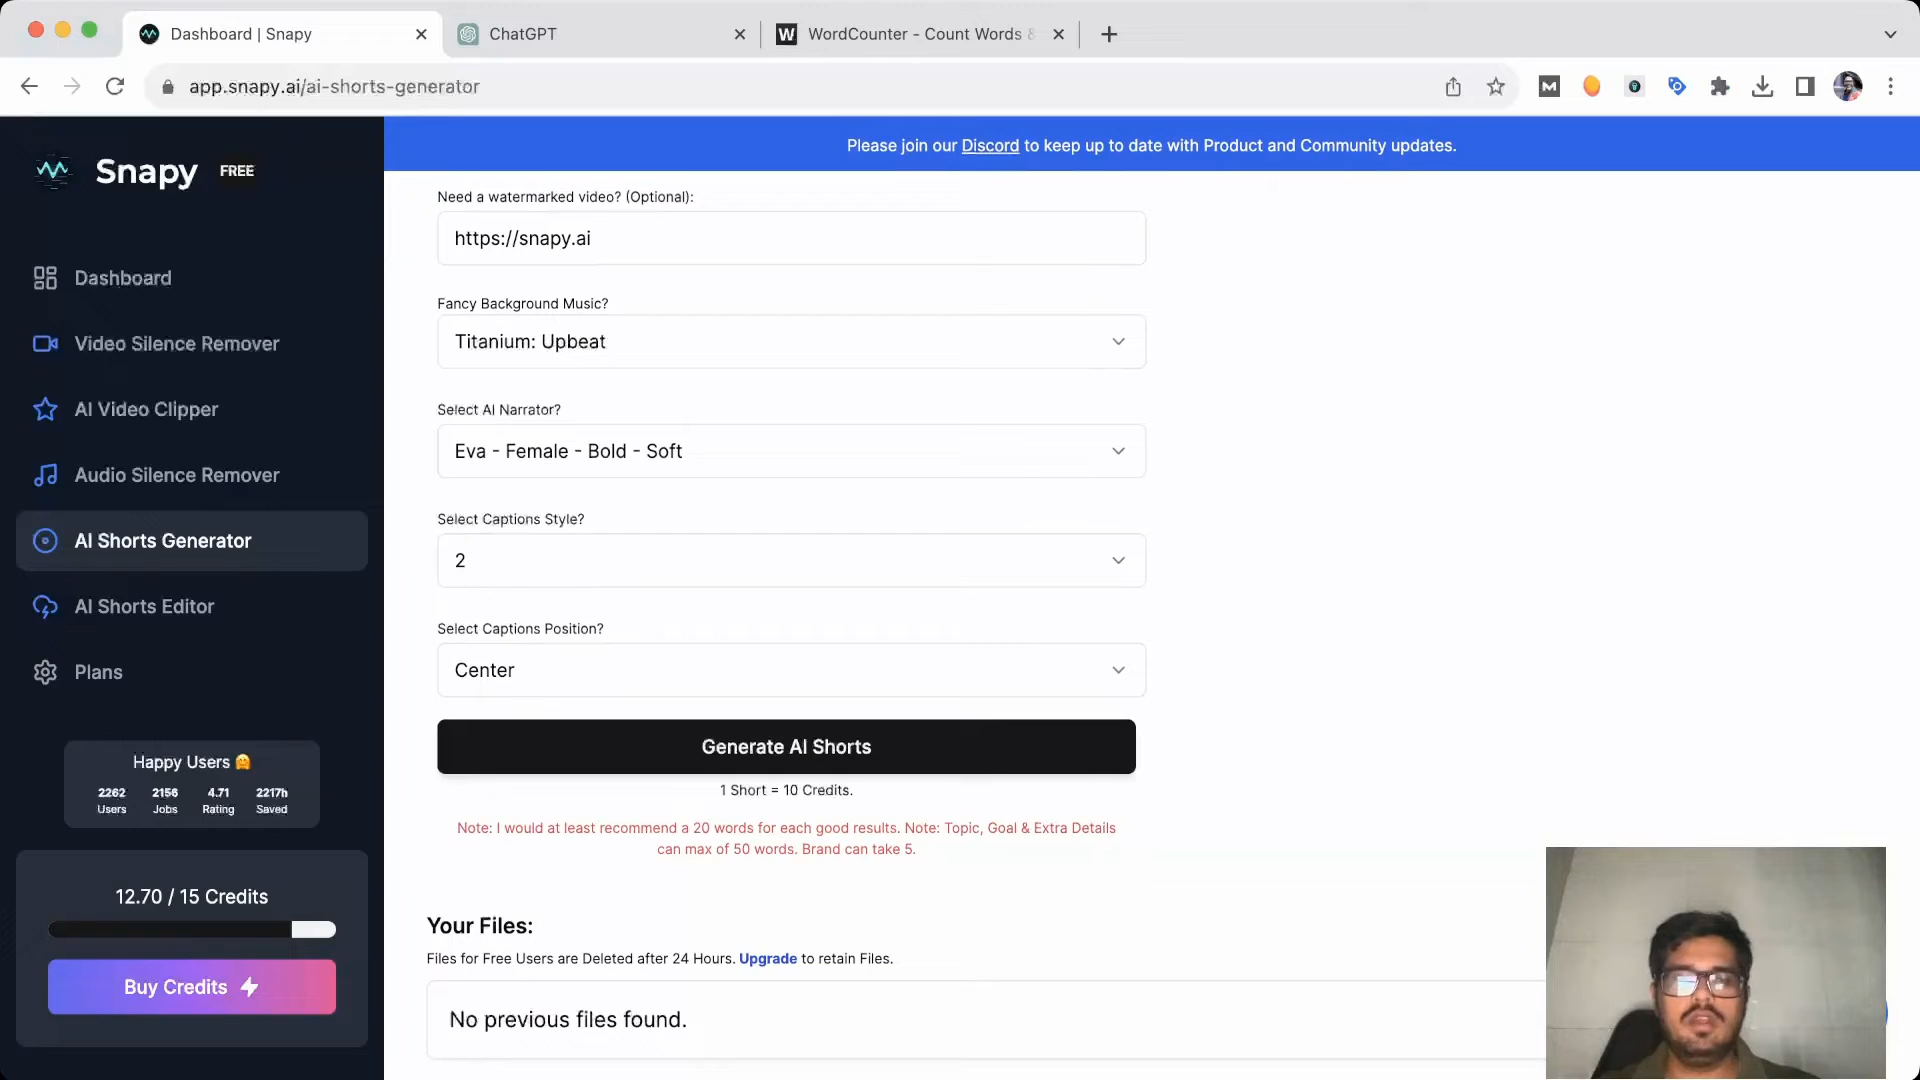 Dashboard | Snapy
ChatGPT
W
WordCounter - Count Words &
app.snapy.ai/ai-shorts-generator
M
Snapy FREE
Dashboard
Video Silence Remover
AI Video Clipper
Audio Silence Remover
AI Shorts Generator
AI Shorts Editor
Plans
Happy Users 🤗
2262 2156 4.71 2217h
Users Jobs Rating Saved
12.70 / 15 Credits
Buy Credits
Please join our Discord to keep up to date with Product and Community updates.
Need a watermarked video? (Optional):
https://snapy.ai
Fancy Background Music?
Titanium: Upbeat
Select AI Narrator?
Eva - Female - Bold - Soft
Select Captions Style?
2
Select Captions Position?
Center
Generate AI Shorts
1 Short = 10 Credits.
Note: I would at least recommend a 20 words for each good results. Note: Topic, Goal & Extra Details
can max of 50 words. Brand can take 5.
Your Files:
Files for Free Users are Deleted after 24 Hours. Upgrade to retain Files.
No previous files found.